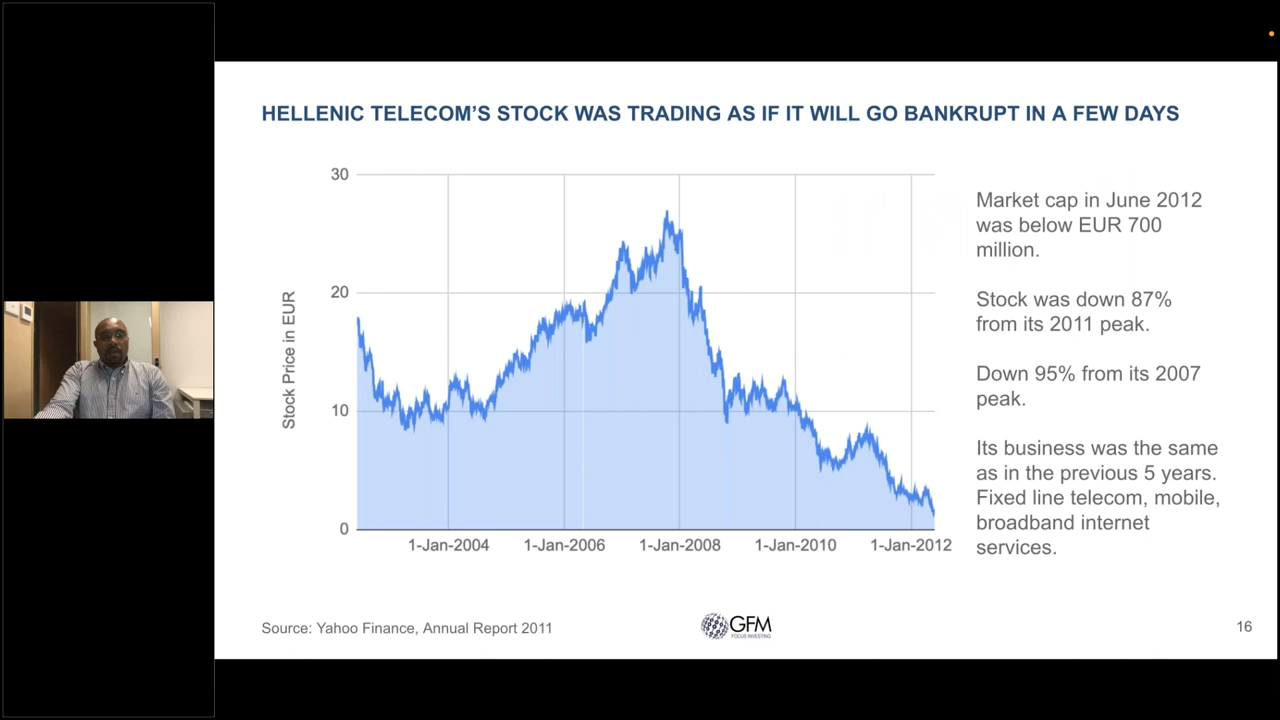 HELLENIC TELECOM'S STOCK WAS TRADING AS IF IT WILL GO BANKRUPT IN A FEW DAYS
30
20
10
0
Stock Price in EUR
1-Jan-2004
1-Jan-2006
1-Jan-2008
1-Jan-2010
1-Jan-2012
Market cap in June 2012
was below EUR 700
million.
Stock was down 87%
from its 2011 peak.
Down 95% from its 2007
peak.
Its business was the same
as in the previous 5 years.
Fixed line telecom, mobile,
broadband internet
services.
Source: Yahoo Finance, Annual Report 2011
GFM
FOCUS INVESTING
16